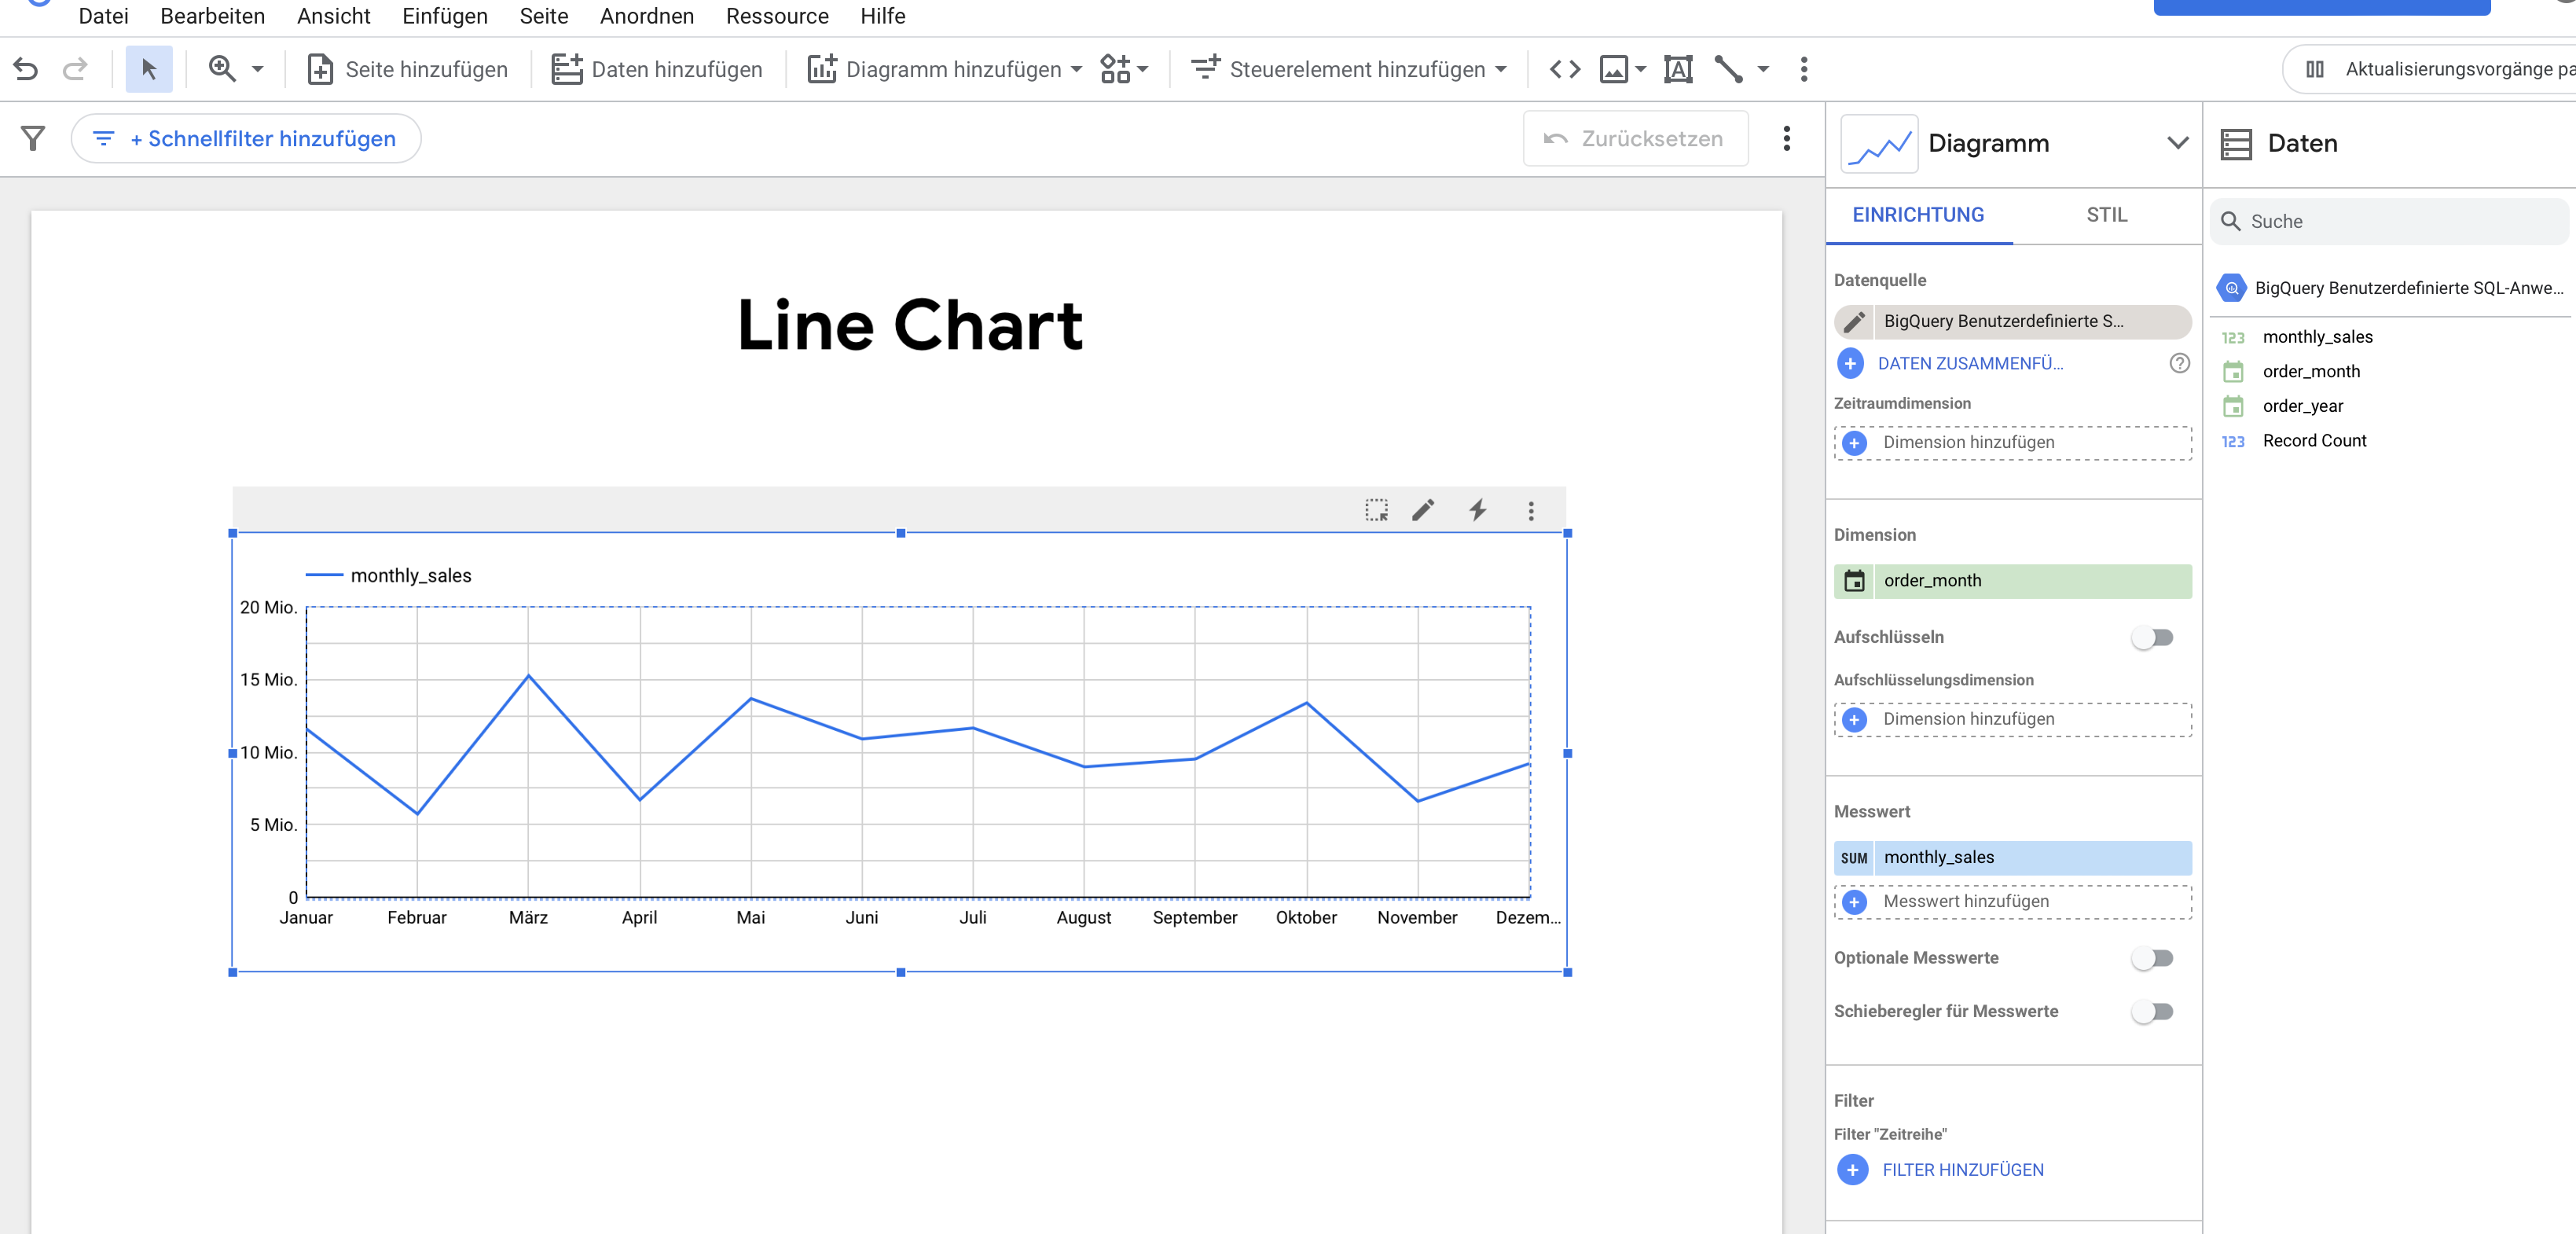 Datei Bearbeiten Ansicht Einfügen Seite Anordnen Ressource Hilfe
Seite hinzufügen Daten hinzufügen Diagramm hinzufügen Steuerelement hinzufügen Aktualisierungsvorgänge pa
+ Schnellfilter hinzufügen Zurücksetzen
Line Chart
monthly_sales
20 Mio.
15 Mio.
10 Mio.
5 Mio.
0
Januar Februar März April Mai Juni Juli August September Oktober November Dezem...
Diagramm
EINRICHTUNG STIL
Datenquelle
BigQuery Benutzerdefinierte S...
DATEN ZUSAMMENFÜ...
Zeitraumdimension
Dimension hinzufügen
Dimension
order_month
Aufschlüsseln
Aufschlüsselungsdimension
Dimension hinzufügen
Messwert
SUM monthly_sales
Messwert hinzufügen
Optionale Messwerte
Schieberegler für Messwerte
Filter
Filter "Zeitreihe"
FILTER HINZUFÜGEN
Daten
Suche
BigQuery Benutzerdefinierte SQL-Anwe...
123 monthly_sales
order_month
order_year
123 Record Count